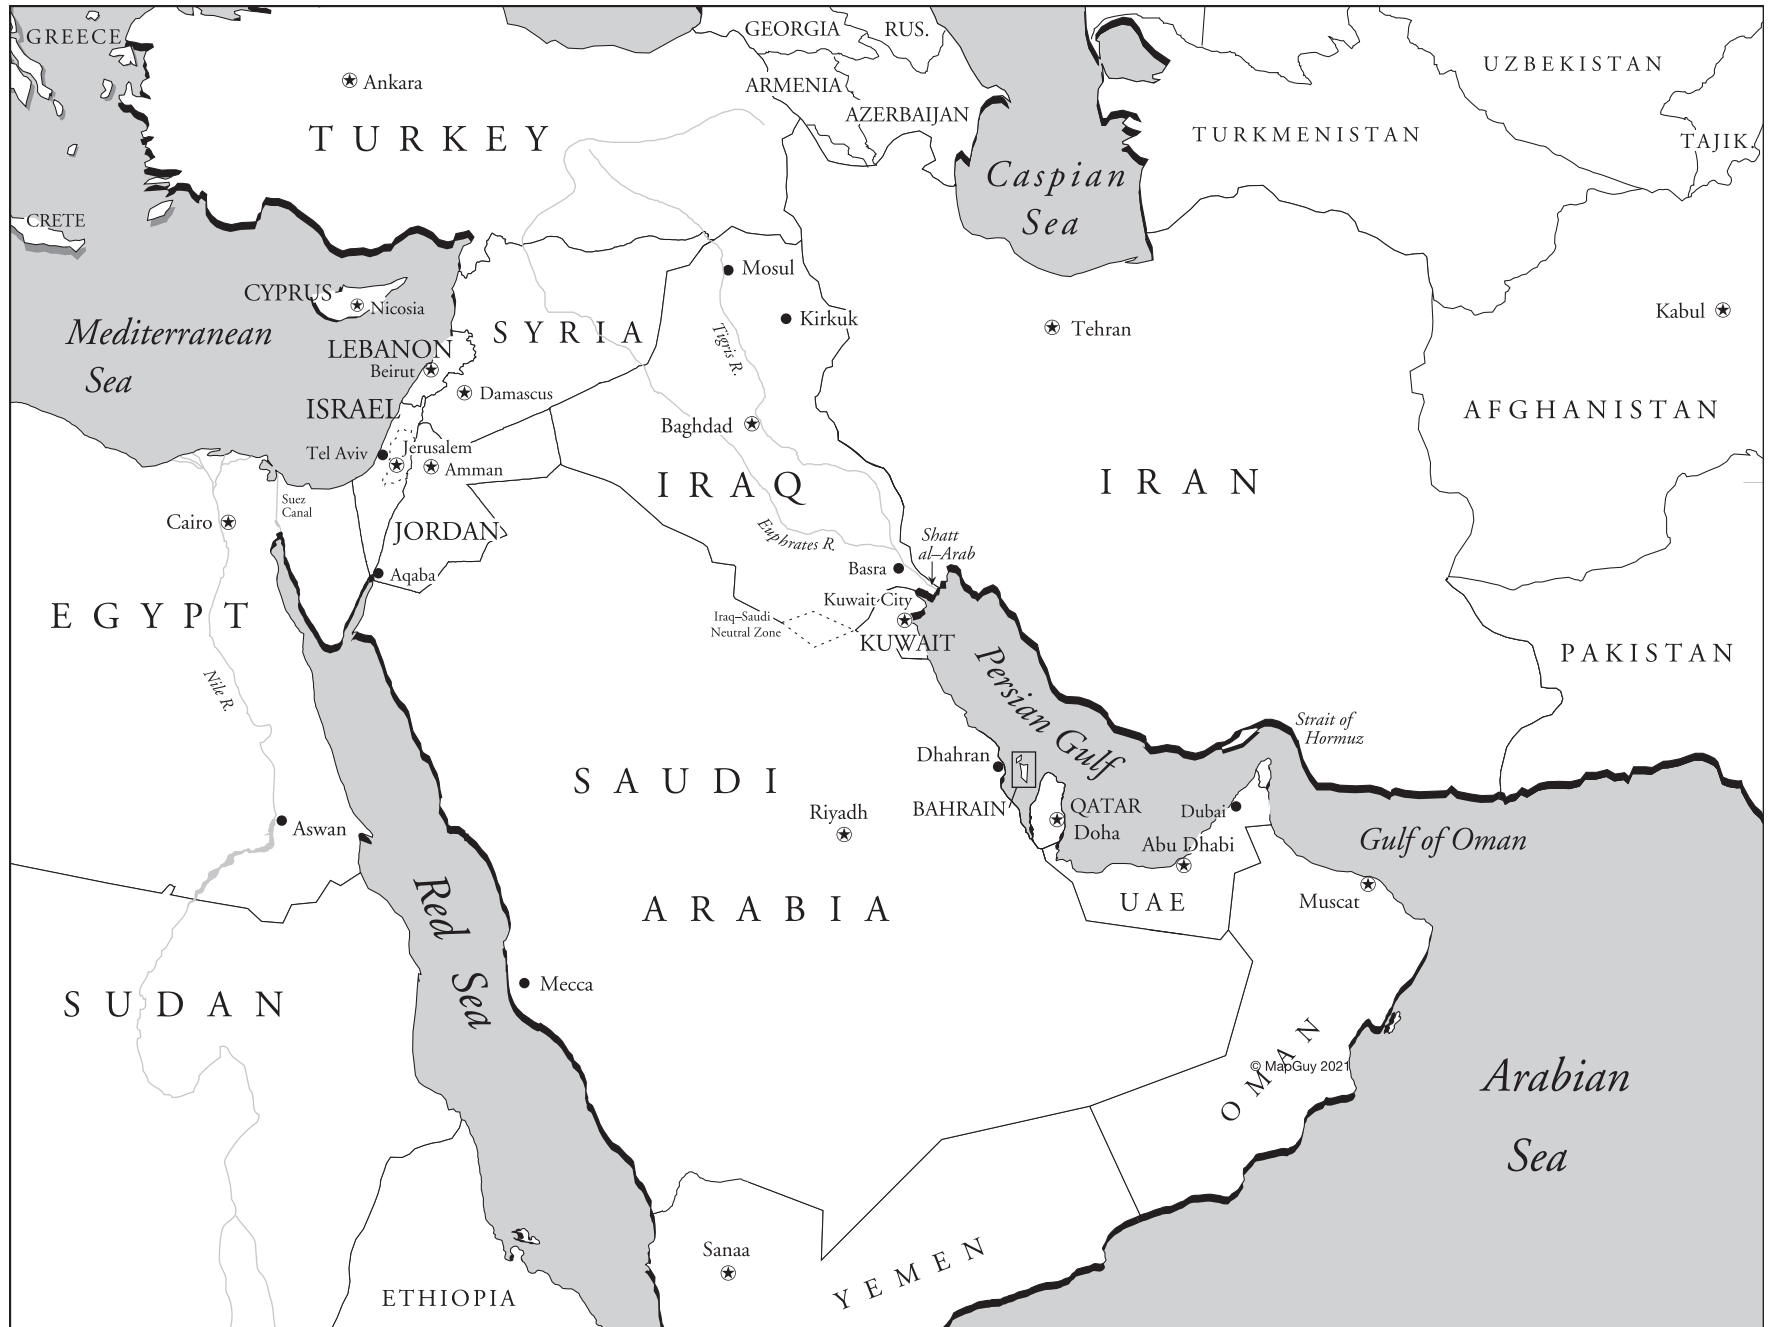 GREECE
GEORGIA
RUS.
UZBEKISTAN
Ankara
ARMENIA
AZERBAIJAN
TURKEY
TURKMENISTAN
TAJIK.
Caspian
Sea
CRETE
Mosul
CYPRUS
Nicosia
Kirkuk
Kabul
Mediterranean
Sea
SYRIA
Tehran
Tigris R.
LEBANON
Beirut
Damascus
ISRAEL
AFGHANISTAN
Baghdad
Tel Aviv
Jerusalem
Amman
IRAQ
IRAN
Suez
Canal
Cairo
JORDAN
Euphrates R.
Shatt
al–Arab
Basra
Aqaba
Kuwait City
EGYPT
Iraq–Saudi
Neutral Zone
KUWAIT
PAKISTAN
Persian Gulf
Nile R.
Strait of
Hormuz
Dhahran
SAUDI
BAHRAIN
QATAR
Doha
Dubai
Riyadh
Aswan
Abu Dhabi
Gulf of Oman
UAE
Muscat
ARABIA
Red Sea
Mecca
SUDAN
OMAN
© MapGuy 2021
Arabian
Sea
Sanaa
YEMEN
ETHIOPIA